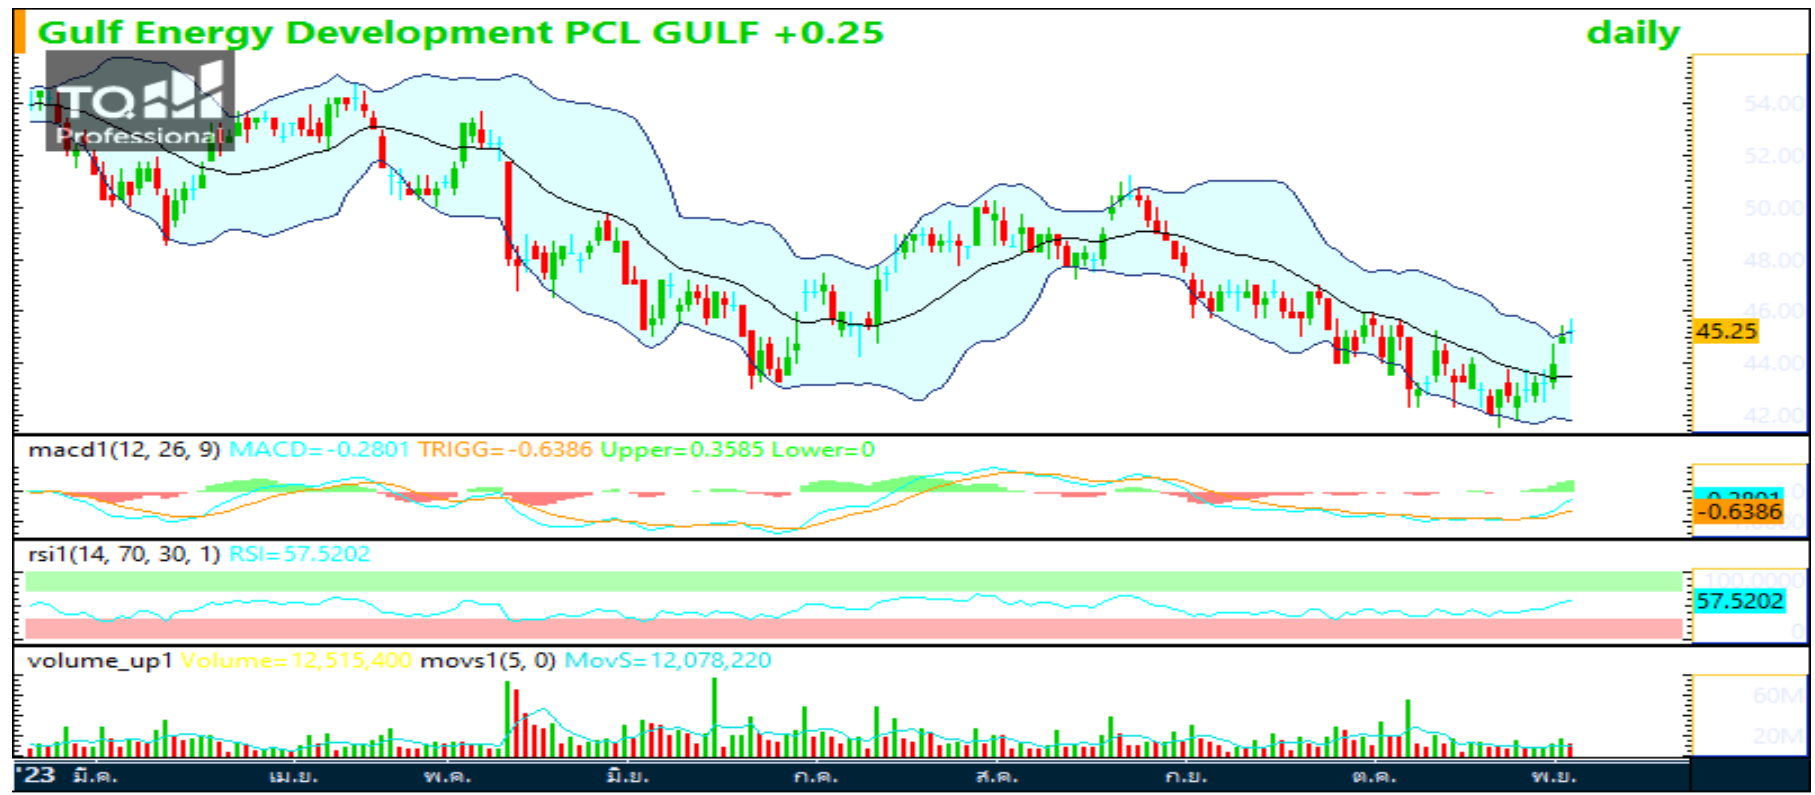 Gulf Energy Development PCL GULF +0.25 daily
TQ
Professional
54.00
52.00
50.00
48.00
46.00
45.25
44.00
42.00
macd1(12, 26, 9) MACD=-0.2801 TRIGG=-0.6386 Upper=0.3585 Lower=0
-0.6386
rsi1(14, 70, 30, 1) RSI=57.5202
100.0000
57.5202
0
volume_up1 Volume=12,515,400 movs1(5, 0) MovS=12,078,220
60M
20M
'23 มี.ค. เม.ย. พ.ค. มิ.ย. ก.ค. ส.ค. ก.ย. ต.ค. พ.ย.